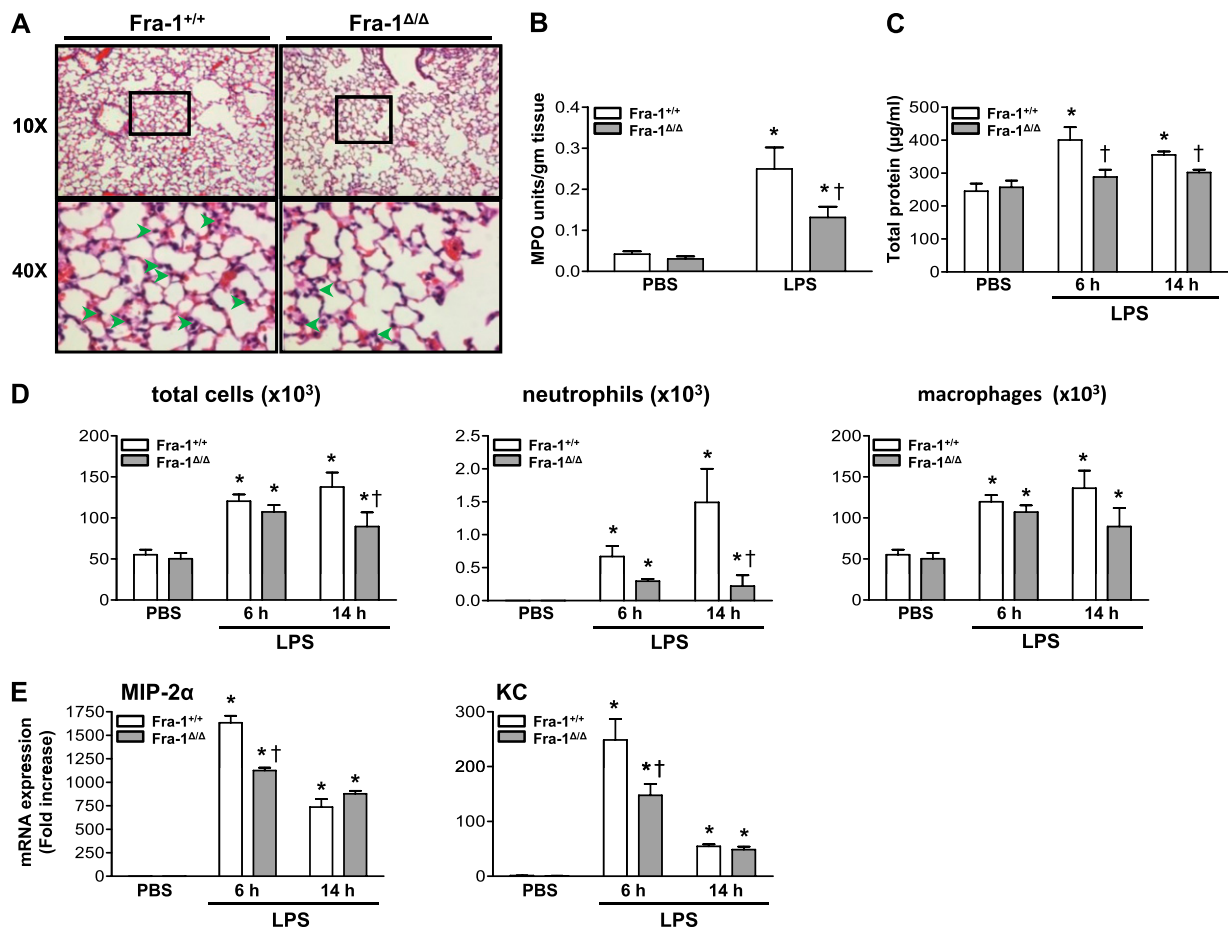 A
Fra-1+/+
Fra-1Δ/Δ
10X
40X
B
MPO units/gm tissue
0.4
0.3
0.2
0.1
0.0
Fra-1+/+
Fra-1Δ/Δ
*
* †
PBS
LPS
C
Total protein (µg/ml)
500
400
300
200
100
0
Fra-1+/+
Fra-1Δ/Δ
*
†
*
†
PBS
6 h
14 h
LPS
D
total cells (x10³)
200
150
100
50
0
Fra-1+/+
Fra-1Δ/Δ
*
*
*
*†
PBS
6 h
14 h
LPS
neutrophils (x10³)
2.5
2.0
1.5
1.0
0.5
0.0
Fra-1+/+
Fra-1Δ/Δ
*
*
*
*†
PBS
6 h
14 h
LPS
macrophages (x10³)
200
150
100
50
0
Fra-1+/+
Fra-1Δ/Δ
*
*
*
*
PBS
6 h
14 h
LPS
E
MIP-2α
mRNA expression
(Fold increase)
1750
1500
1250
1000
750
500
250
0
Fra-1+/+
Fra-1Δ/Δ
*
* †
*
*
PBS
6 h
14 h
LPS
KC
300
200
100
0
Fra-1+/+
Fra-1Δ/Δ
*
*†
*
*
PBS
6 h
14 h
LPS